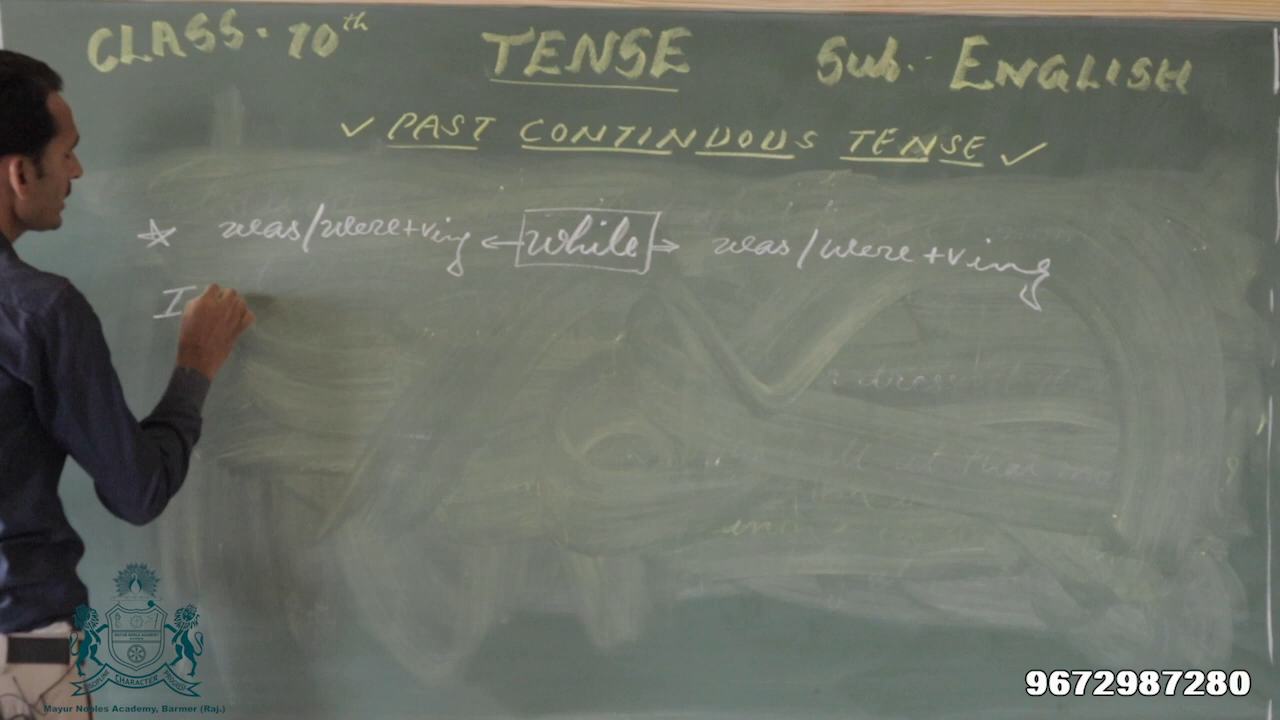 CLASS. 10th TENSE Sub. ENGLISH
✓ PAST CONTINUOUS TENSE ✓
☆ was/were+ving ← while → was/were +ving
I
CHARACTER
Mayur Nobles Academy, Barmer (Raj.)
9672987280